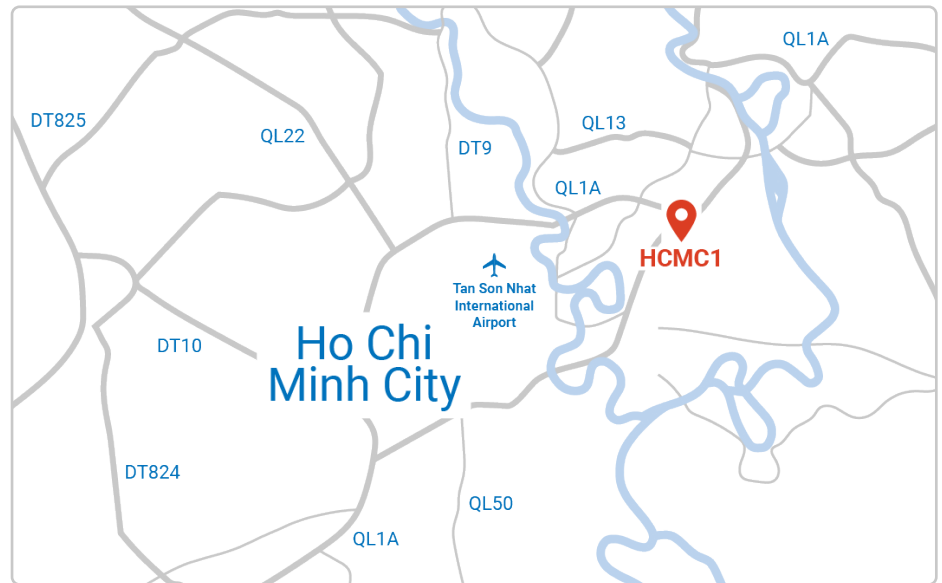 QL1A
DT825
QL13
QL22
DT9
QL1A
HCMC1
Tan Son Nhat
International
Airport
Ho Chi
Minh City
DT10
DT824
QL50
QL1A